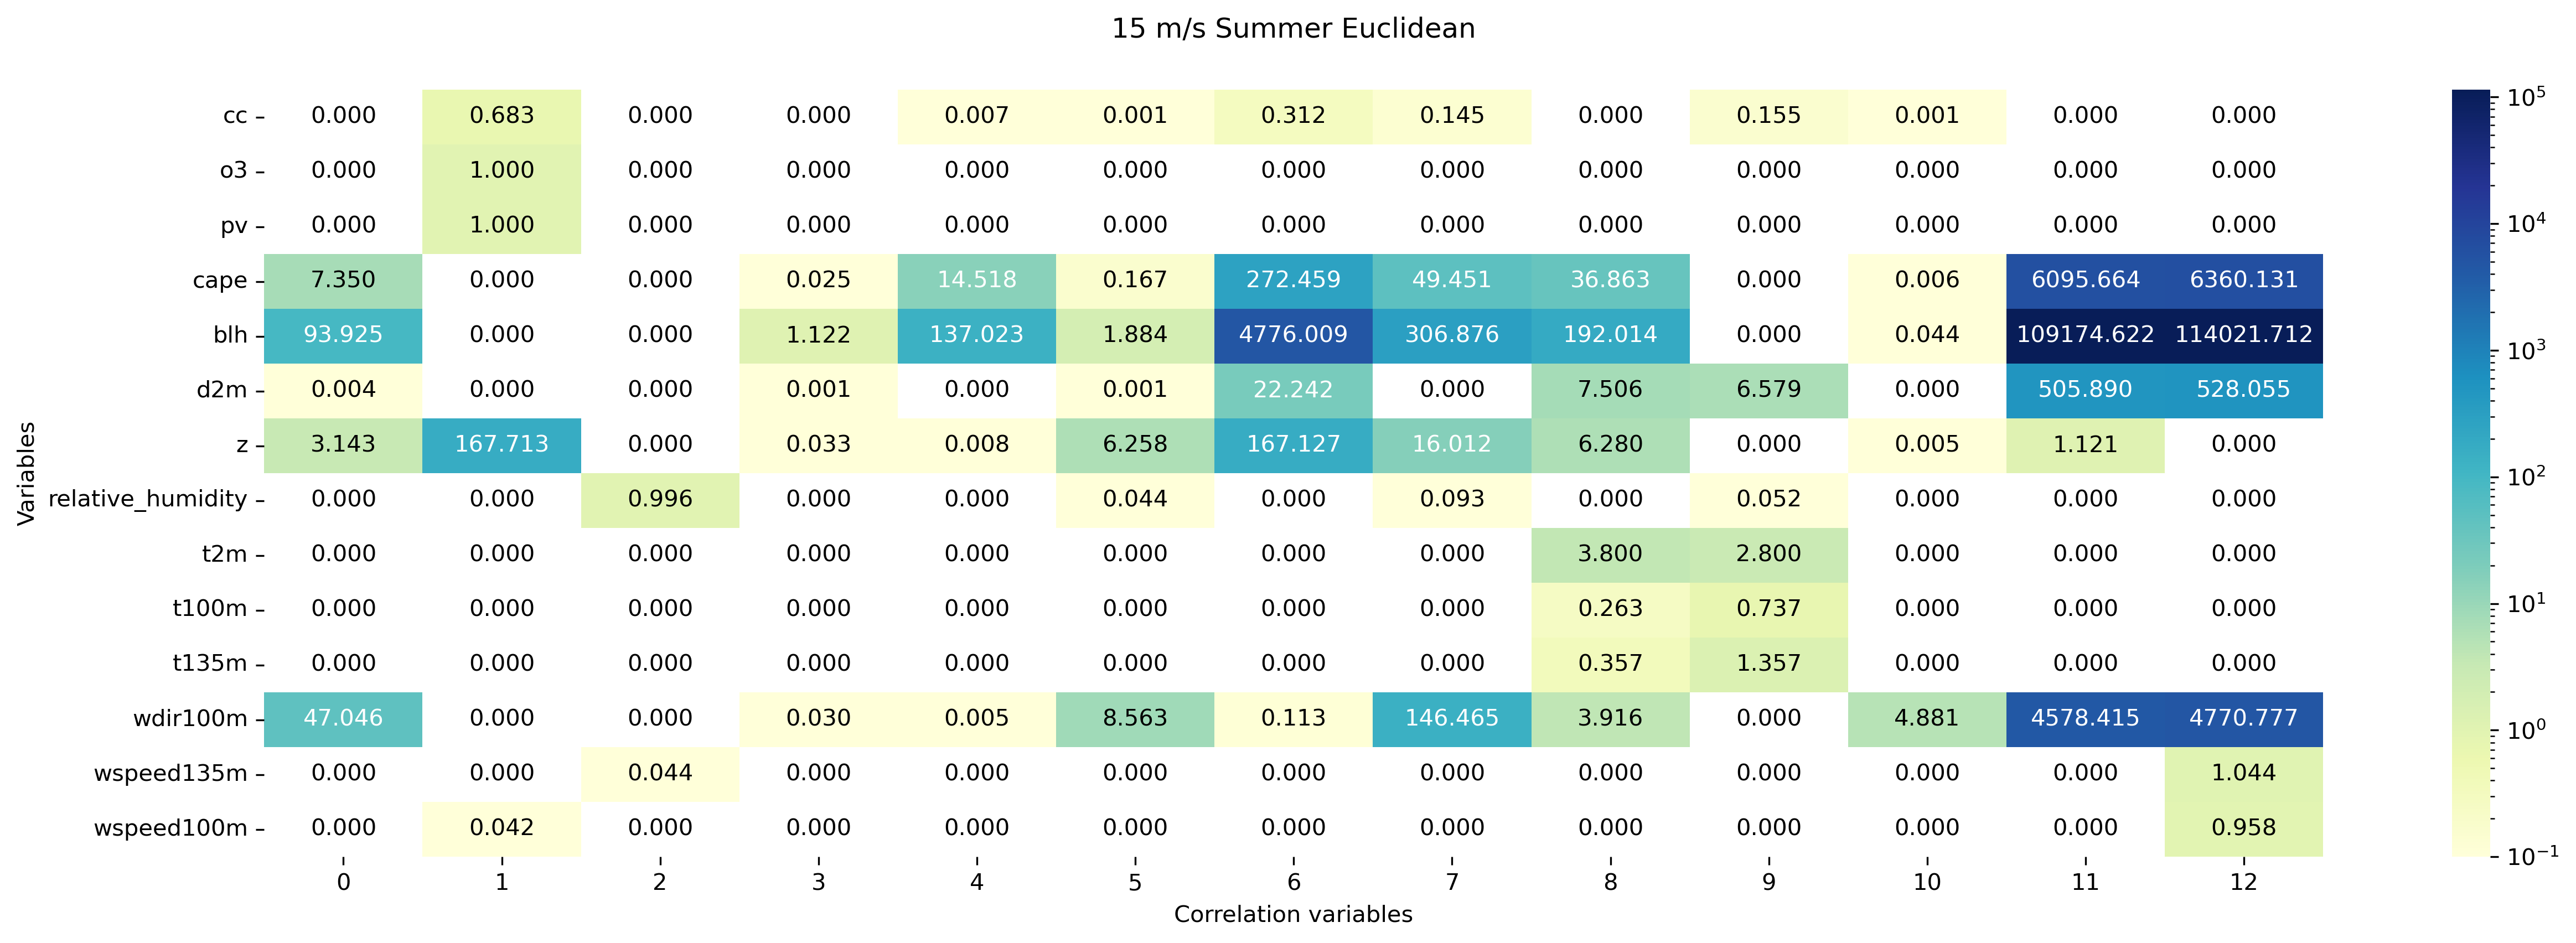 15 m/s Summer Euclidean
cc 0.000 0.683 0.000 0.000 0.007 0.001 0.312 0.145 0.000 0.155 0.001 0.000 0.000
o3 0.000 1.000 0.000 0.000 0.000 0.000 0.000 0.000 0.000 0.000 0.000 0.000 0.000
pv 0.000 1.000 0.000 0.000 0.000 0.000 0.000 0.000 0.000 0.000 0.000 0.000 0.000
cape 7.350 0.000 0.000 0.025 14.518 0.167 272.459 49.451 36.863 0.000 0.006 6095.664 6360.131
blh 93.925 0.000 0.000 1.122 137.023 1.884 4776.009 306.876 192.014 0.000 0.044 109174.622 114021.712
d2m 0.004 0.000 0.000 0.001 0.000 0.001 22.242 0.000 7.506 6.579 0.000 505.890 528.055
z 3.143 167.713 0.000 0.033 0.008 6.258 167.127 16.012 6.280 0.000 0.005 1.121 0.000
relative_humidity 0.000 0.000 0.996 0.000 0.000 0.044 0.000 0.093 0.000 0.052 0.000 0.000 0.000
t2m 0.000 0.000 0.000 0.000 0.000 0.000 0.000 0.000 3.800 2.800 0.000 0.000 0.000
t100m 0.000 0.000 0.000 0.000 0.000 0.000 0.000 0.000 0.263 0.737 0.000 0.000 0.000
t135m 0.000 0.000 0.000 0.000 0.000 0.000 0.000 0.000 0.357 1.357 0.000 0.000 0.000
wdir100m 47.046 0.000 0.000 0.030 0.005 8.563 0.113 146.465 3.916 0.000 4.881 4578.415 4770.777
wspeed135m 0.000 0.000 0.044 0.000 0.000 0.000 0.000 0.000 0.000 0.000 0.000 0.000 1.044
wspeed100m 0.000 0.042 0.000 0.000 0.000 0.000 0.000 0.000 0.000 0.000 0.000 0.000 0.958
0 1 2 3 4 5 6 7 8 9 10 11 12
Correlation variables
Variables
10⁵
10⁴
10³
10²
10¹
10⁰
10⁻¹